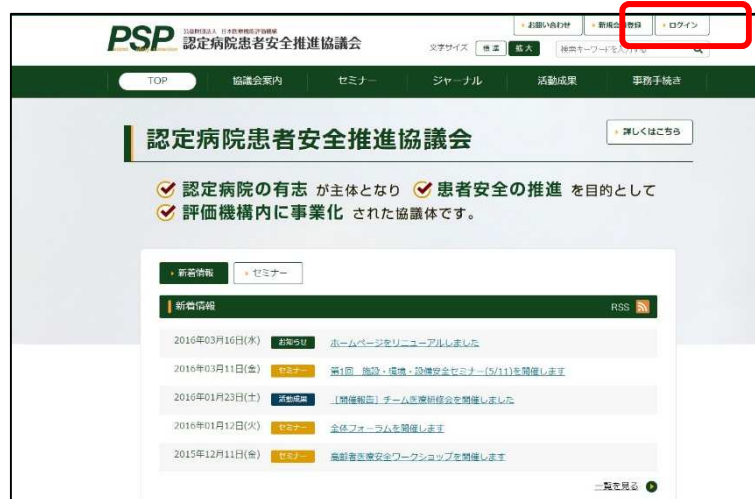 お問い合わせ
ログイン
PSP
公益財団法人 日本医療機能評価機構
認定病院患者安全推進協議会
文字サイズ 標準 拡大
TOP 協議会案内 セミナー ジャーナル 活動成果 事務手続き
認定病院患者安全推進協議会
詳しくはこちら
認定病院の有志 が主体となり 患者安全の推進 を目的として
評価機構内に事業化 された協議体です。
新着情報 セミナー
新着情報 RSS
2016年03月16日(水) お知らせ ホームページをリニューアルしました
2016年03月11日(金) セミナー 第1回 施設・環境・設備安全セミナー(5/11)を開催します
2016年01月23日(土) 活動成果 [開催報告] チーム医療研修会を開催しました
2016年01月12日(火) セミナー 全体フォーラムを開催します
2015年12月11日(金) セミナー 高齢者医療安全ワークショップを開催します
一覧を見る